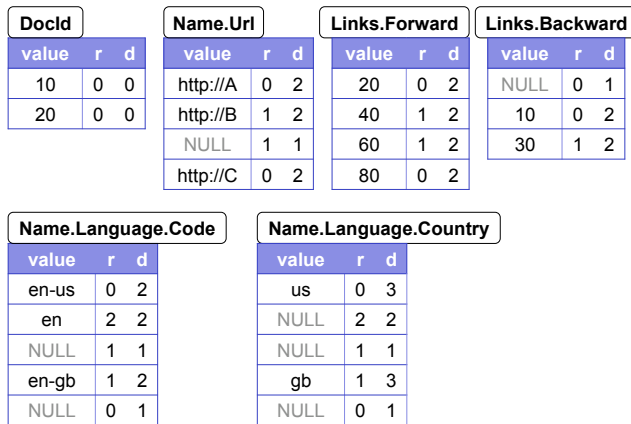 DocId
value r d
10 0 0
20 0 0
Name.Url
value r d
http://A 0 2
http://B 1 2
NULL 1 1
http://C 0 2
Links.Forward
value r d
20 0 2
40 1 2
60 1 2
80 0 2
Links.Backward
value r d
NULL 0 1
10 0 2
30 1 2
Name.Language.Code
value r d
en-us 0 2
en 2 2
NULL 1 1
en-gb 1 2
NULL 0 1
Name.Language.Country
value r d
us 0 3
NULL 2 2
NULL 1 1
gb 1 3
NULL 0 1